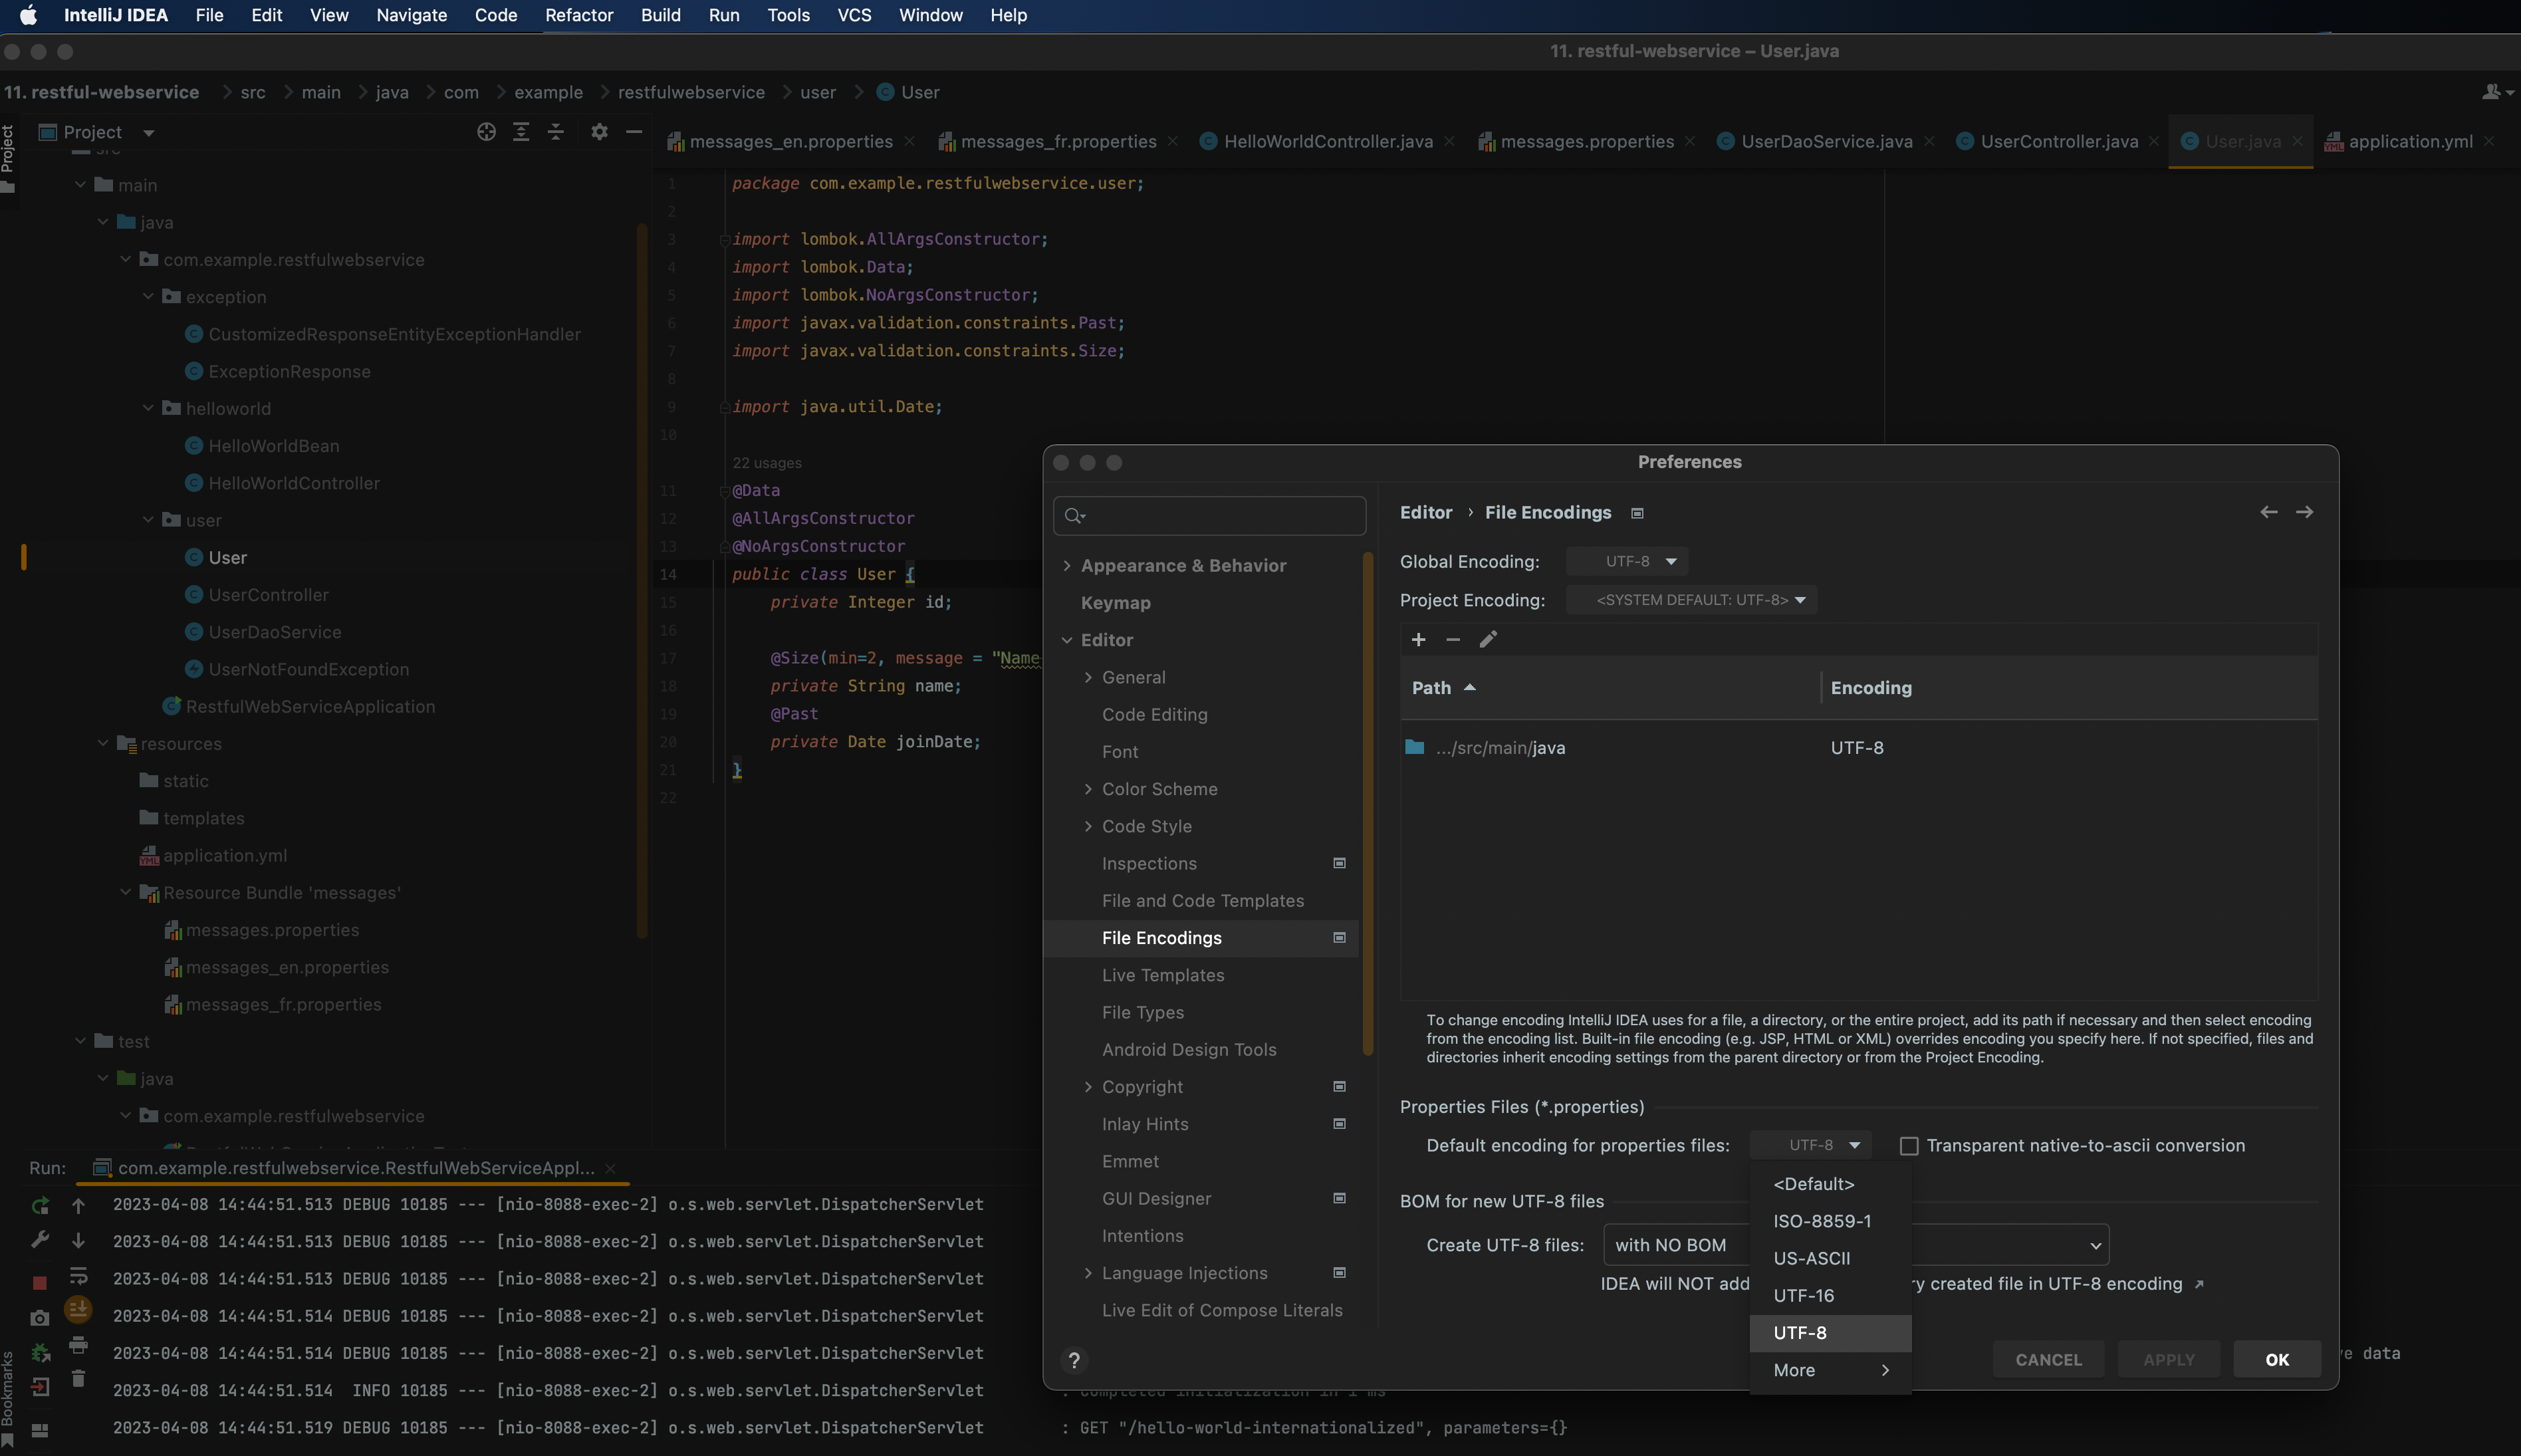 IntelliJ IDEA File Edit View Navigate Code Refactor Build Run Tools VCS Window Help
11. restful-webservice – User.java
11. restful-webservice src main java com example restfulwebservice user User
Project
Project
messages_en.properties messages_fr.properties HelloWorldController.java messages.properties UserDaoService.java UserController.java User.java application.yml
src
main
java
com.example.restfulwebservice
exception
CustomizedResponseEntityExceptionHandler
ExceptionResponse
helloworld
HelloWorldBean
HelloWorldController
user
User
UserController
UserDaoService
UserNotFoundException
RestfulWebServiceApplication
resources
static
templates
application.yml
Resource Bundle 'messages'
messages.properties
messages_en.properties
messages_fr.properties
test
java
com.example.restfulwebservice
1 package com.example.restfulwebservice.user;
2
3 import lombok.AllArgsConstructor;
4 import lombok.Data;
5 import lombok.NoArgsConstructor;
6 import javax.validation.constraints.Past;
7 import javax.validation.constraints.Size;
8
9 import java.util.Date;
10
22 usages
11 @Data
12 @AllArgsConstructor
13 @NoArgsConstructor
14 public class User {
15 private Integer id;
16
17 @Size(min=2, message = "Name
18 private String name;
19 @Past
20 private Date joinDate;
21 }
22
Preferences
Appearance & Behavior
Keymap
Editor
General
Code Editing
Font
Color Scheme
Code Style
Inspections
File and Code Templates
File Encodings
Live Templates
File Types
Android Design Tools
Copyright
Inlay Hints
Emmet
GUI Designer
Intentions
Language Injections
Live Edit of Compose Literals
?
Editor › File Encodings
Global Encoding: UTF-8
Project Encoding: <SYSTEM DEFAULT: UTF-8>
Path Encoding
.../src/main/java UTF-8
To change encoding IntelliJ IDEA uses for a file, a directory, or the entire project, add its path if necessary and then select encoding
from the encoding list. Built-in file encoding (e.g. JSP, HTML or XML) overrides encoding you specify here. If not specified, files and
directories inherit encoding settings from the parent directory or from the Project Encoding.
Properties Files (*.properties)
Default encoding for properties files: UTF-8 Transparent native-to-ascii conversion
<Default>
ISO-8859-1
US-ASCII
UTF-16
UTF-8
More
BOM for new UTF-8 files
Create UTF-8 files: with NO BOM
IDEA will NOT add ry created file in UTF-8 encoding
CANCEL APPLY OK
Run: com.example.restfulwebservice.RestfulWebServiceAppl...
2023-04-08 14:44:51.513 DEBUG 10185 --- [nio-8088-exec-2] o.s.web.servlet.DispatcherServlet
2023-04-08 14:44:51.513 DEBUG 10185 --- [nio-8088-exec-2] o.s.web.servlet.DispatcherServlet
2023-04-08 14:44:51.513 DEBUG 10185 --- [nio-8088-exec-2] o.s.web.servlet.DispatcherServlet
2023-04-08 14:44:51.514 DEBUG 10185 --- [nio-8088-exec-2] o.s.web.servlet.DispatcherServlet
2023-04-08 14:44:51.514 DEBUG 10185 --- [nio-8088-exec-2] o.s.web.servlet.DispatcherServlet e data
2023-04-08 14:44:51.514 INFO 10185 --- [nio-8088-exec-2] o.s.web.servlet.DispatcherServlet : Completed initialization in 1 ms
2023-04-08 14:44:51.519 DEBUG 10185 --- [nio-8088-exec-2] o.s.web.servlet.DispatcherServlet : GET "/hello-world-internationalized", parameters={}
Bookmarks